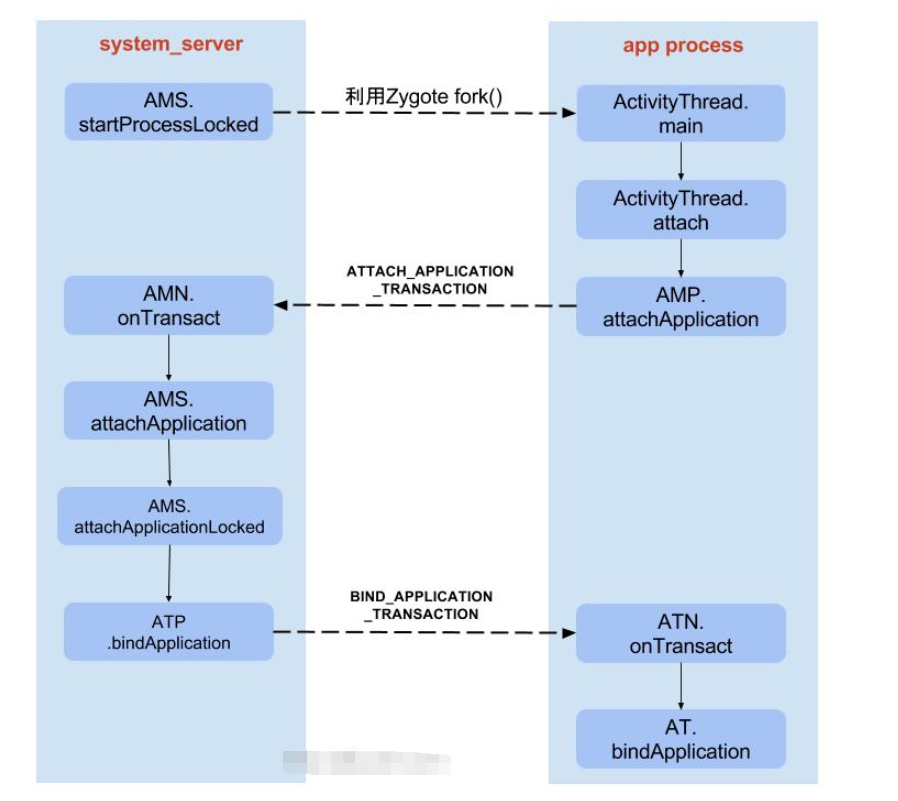 system_server
app process
AMS.
startProcessLocked
利用Zygote fork()
ActivityThread.
main
ActivityThread.
attach
ATTACH_APPLICATION
_TRANSACTION
AMN.
onTransact
AMP.
attachApplication
AMS.
attachApplication
AMS.
attachApplicationLocked
BIND_APPLICATION
_TRANSACTION
ATP
.bindApplication
ATN.
onTransact
AT.
bindApplication